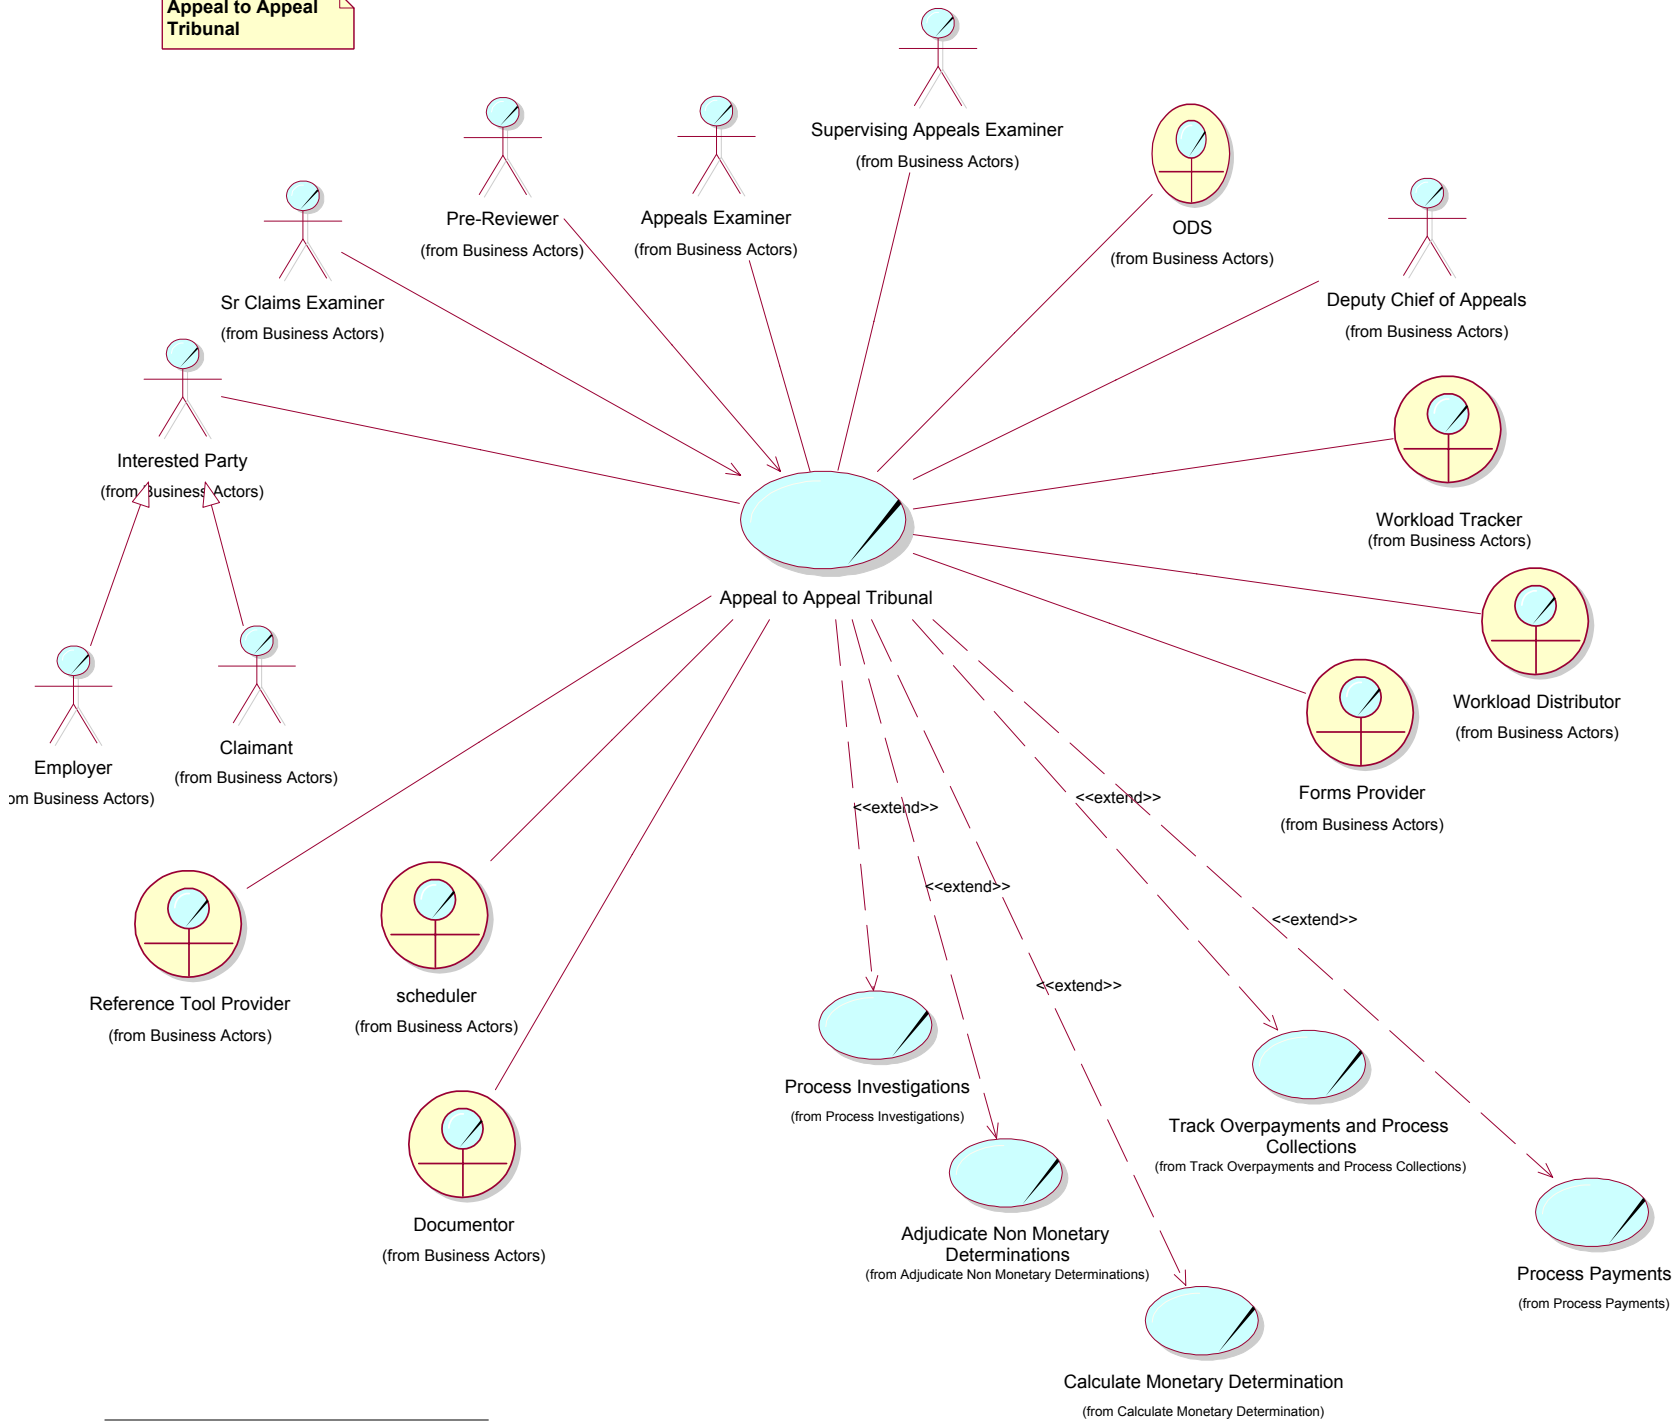 Appeal to Appeal
Tribunal
Supervising Appeals Examiner
(from Business Actors)
Pre-Reviewer
(from Business Actors)
Appeals Examiner
(from Business Actors)
ODS
(from Business Actors)
Sr Claims Examiner
(from Business Actors)
Deputy Chief of Appeals
(from Business Actors)
Interested Party
(from Business Actors)
Workload Tracker
(from Business Actors)
Appeal to Appeal Tribunal
Workload Distributor
(from Business Actors)
Employer
om Business Actors)
Claimant
(from Business Actors)
Forms Provider
(from Business Actors)
<<extend>>
<<extend>>
<<extend>>
<<extend>>
<<extend>>
Reference Tool Provider
(from Business Actors)
scheduler
(from Business Actors)
Documentor
(from Business Actors)
Process Investigations
(from Process Investigations)
Track Overpayments and Process
Collections
(from Track Overpayments and Process Collections)
Adjudicate Non Monetary
Determinations
(from Adjudicate Non Monetary Determinations)
Process Payments
(from Process Payments)
Calculate Monetary Determination
(from Calculate Monetary Determination)